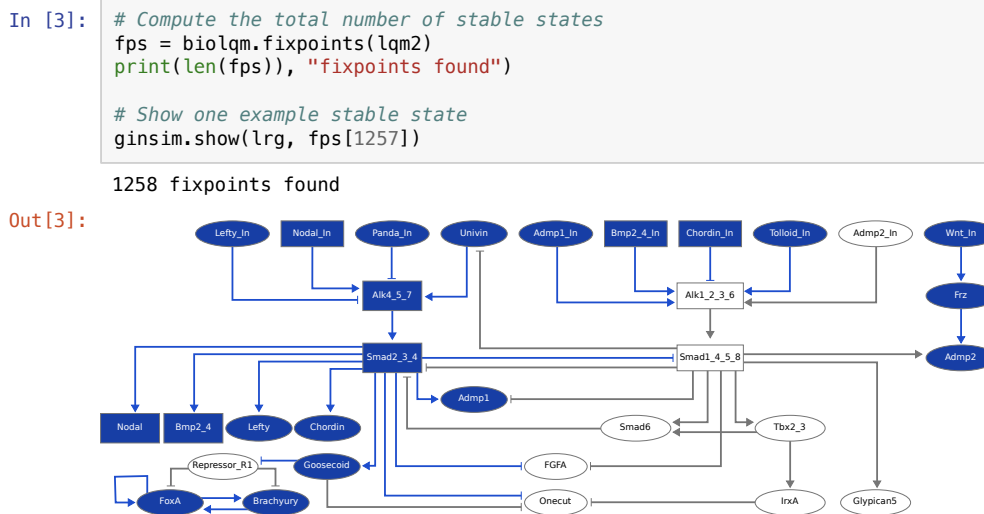 In [3]: # Compute the total number of stable states
fps = biolqm.fixpoints(lqm2)
print(len(fps)), "fixpoints found")
# Show one example stable state
ginsim.show(lrg, fps[1257])
1258 fixpoints found
Out[3]:
Lefty_In Nodal_In Panda_In Univin Admp1_In Bmp2_4_In Chordin_In Tolloid_In Admp2_In Wnt_In
Alk4_5_7 Alk1_2_3_6 Frz
Smad2_3_4 Smad1_4_5_8 Admp2
Admp1
Nodal Bmp2_4 Lefty Chordin Smad6 Tbx2_3
Repressor_R1 Goosecoid FGFA
FoxA Brachyury Onecut IrxA Glypican5